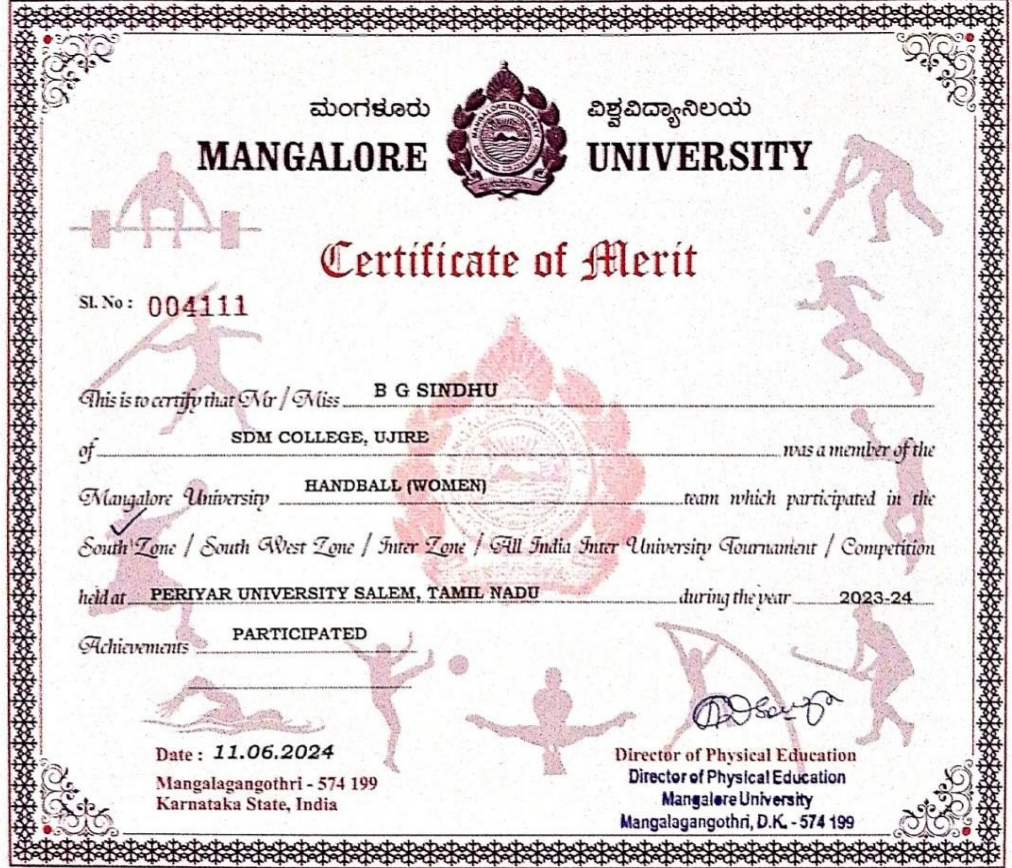 ಮಂಗಳೂರು ವಿಶ್ವವಿದ್ಯಾನಿಲಯ
MANGALORE UNIVERSITY
Certificate of Merit
Sl. No : 004111
This is to certify that Mr / Miss B G SINDHU
of SDM COLLEGE, UJIRE was a member of the
Mangalore University HANDBALL (WOMEN) team which participated in the
South Zone / South West Zone / Inter Zone / All India Inter University Tournament / Competition
held at PERIYAR UNIVERSITY SALEM, TAMIL NADU during the year 2023-24
Achievements PARTICIPATED
Date : 11.06.2024
Mangalagangothri - 574 199
Karnataka State, India
Director of Physical Education
Director of Physical Education
Mangalore University
Mangalagangothri, D.K. - 574 199